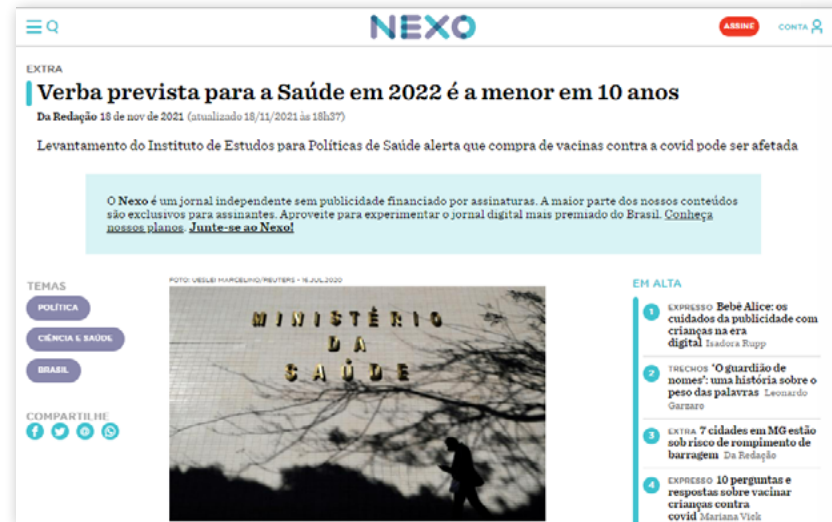 NEXO
ASSINE
CONTA
EXTRA
Verba prevista para a Saúde em 2022 é a menor em 10 anos
Da Redação 18 de nov de 2021 (atualizado 18/11/2021 às 18h37)
Levantamento do Instituto de Estudos para Políticas de Saúde alerta que compra de vacinas contra a covid pode ser afetada
O Nexo é um jornal independente sem publicidade financiado por assinaturas. A maior parte dos nossos conteúdos
são exclusivos para assinantes. Aproveite para experimentar o jornal digital mais premiado do Brasil. Conheça
nossos planos. Junte-se ao Nexo!
TEMAS
POLÍTICA
CIÊNCIA E SAÚDE
BRASIL
COMPARTILHE
FOTO: UESLEI MARCELINO/REUTERS - 16.JUL.2020
MINISTÉRIO
DA
SAÚDE
EM ALTA
1 EXPRESSO Bebê Alice: os
cuidados da publicidade com
crianças na era
digital Isadora Rupp
2 TRECHOS ‘O guardião de
nomes’: uma história sobre o
peso das palavras Leonardo
Garzaro
3 EXTRA 7 cidades em MG estão
sob risco de rompimento de
barragem Da Redação
4 EXPRESSO 10 perguntas e
respostas sobre vacinar
crianças contra
covid Mariana Vick